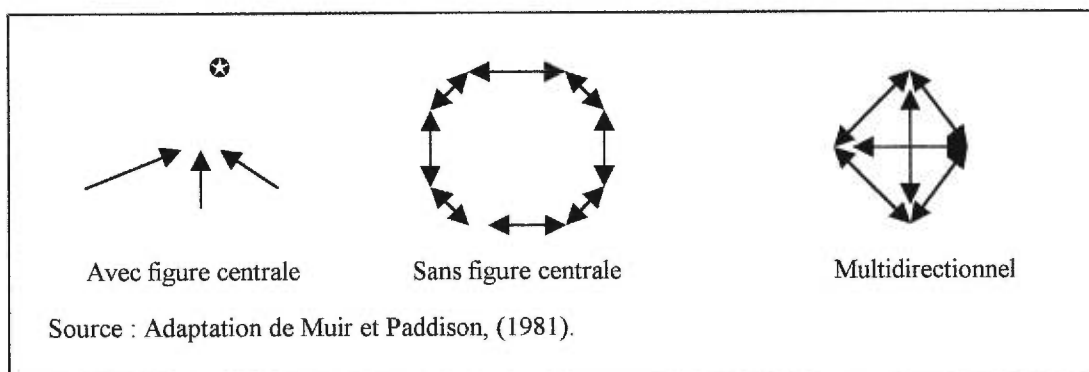 Avec figure centrale
Sans figure centrale
Multidirectionnel
Source : Adaptation de Muir et Paddison, (1981).